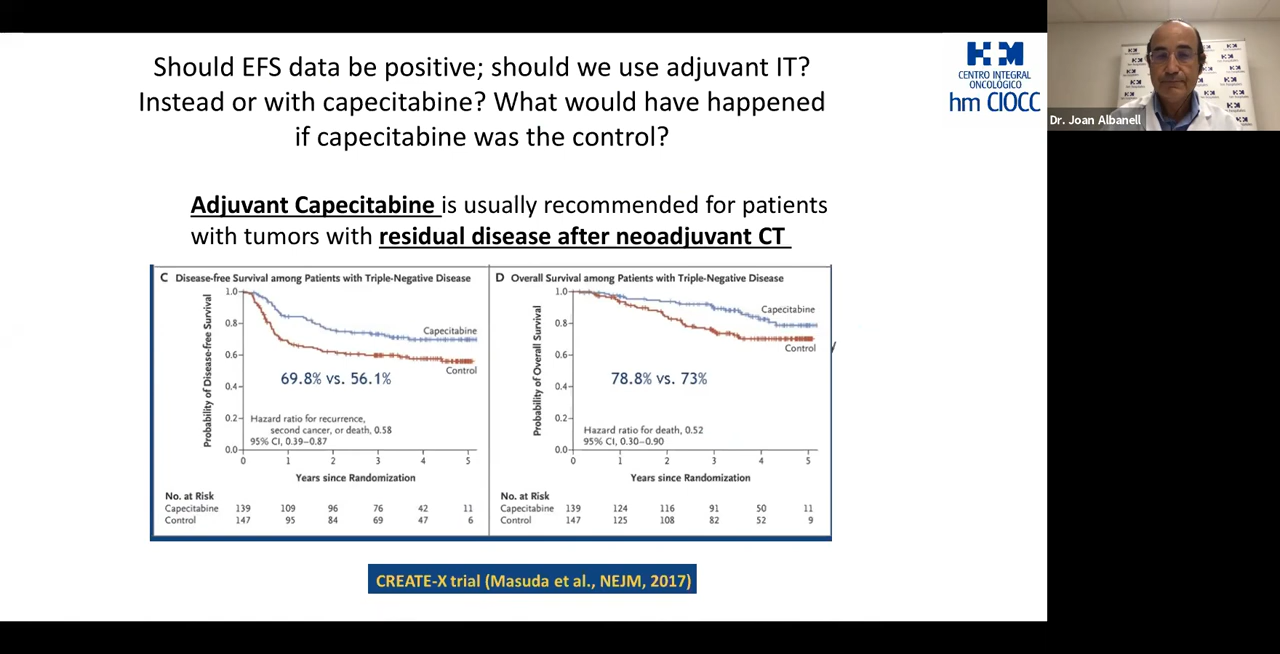 Should EFS data be positive; should we use adjuvant IT?
Instead or with capecitabine? What would have happened
if capecitabine was the control?
HM
CENTRO INTEGRAL
ONCOLÓGICO
hm CIOCC
Dr. Joan Albanell
Adjuvant Capecitabine is usually recommended for patients
with tumors with residual disease after neoadjuvant CT
C Disease-free Survival among Patients with Triple-Negative Disease
Probability of Disease-free Survival
1.0
0.8
0.6
0.4
0.2
0.0
Capecitabine
Control
69.8% vs. 56.1%
Hazard ratio for recurrence,
second cancer, or death, 0.58
95% CI, 0.39–0.87
0 1 2 3 4 5
Years since Randomization
No. at Risk
Capecitabine 139 109 96 76 42 11
Control 147 95 84 69 47 6
D Overall Survival among Patients with Triple-Negative Disease
Probability of Overall Survival
1.0
0.8
0.6
0.4
0.2
0.0
Capecitabine
Control
78.8% vs. 73%
Hazard ratio for death, 0.52
95% CI, 0.30–0.90
0 1 2 3 4 5
Years since Randomization
No. at Risk
Capecitabine 139 124 116 91 50 11
Control 147 125 108 82 52 9
CREATE-X trial (Masuda et al., NEJM, 2017)